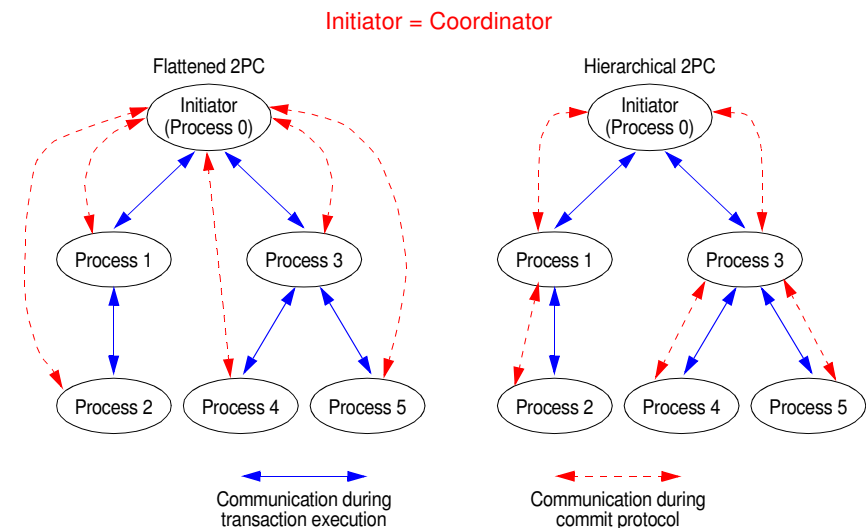 Initiator = Coordinator
Flattened 2PC
Hierarchical 2PC
Initiator
(Process 0)
Initiator
(Process 0)
Process 1
Process 3
Process 1
Process 3
Process 2
Process 4
Process 5
Process 2
Process 4
Process 5
Communication during
transaction execution
Communication during
commit protocol